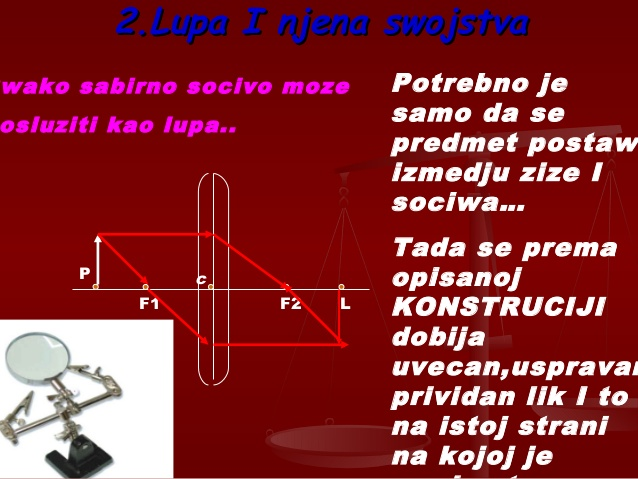 2.Lupa I njena swojstva
wako sabirno socivo moze
osluziti kao lupa..
Potrebno je
samo da se
predmet postaw
izmedju zize I
sociwa...
Tada se prema
opisanoj
KONSTRUCIJI
dobija
uvecan,uspravan
prividan lik I to
na istoj strani
na kojoj je
P
c
F1
F2
L